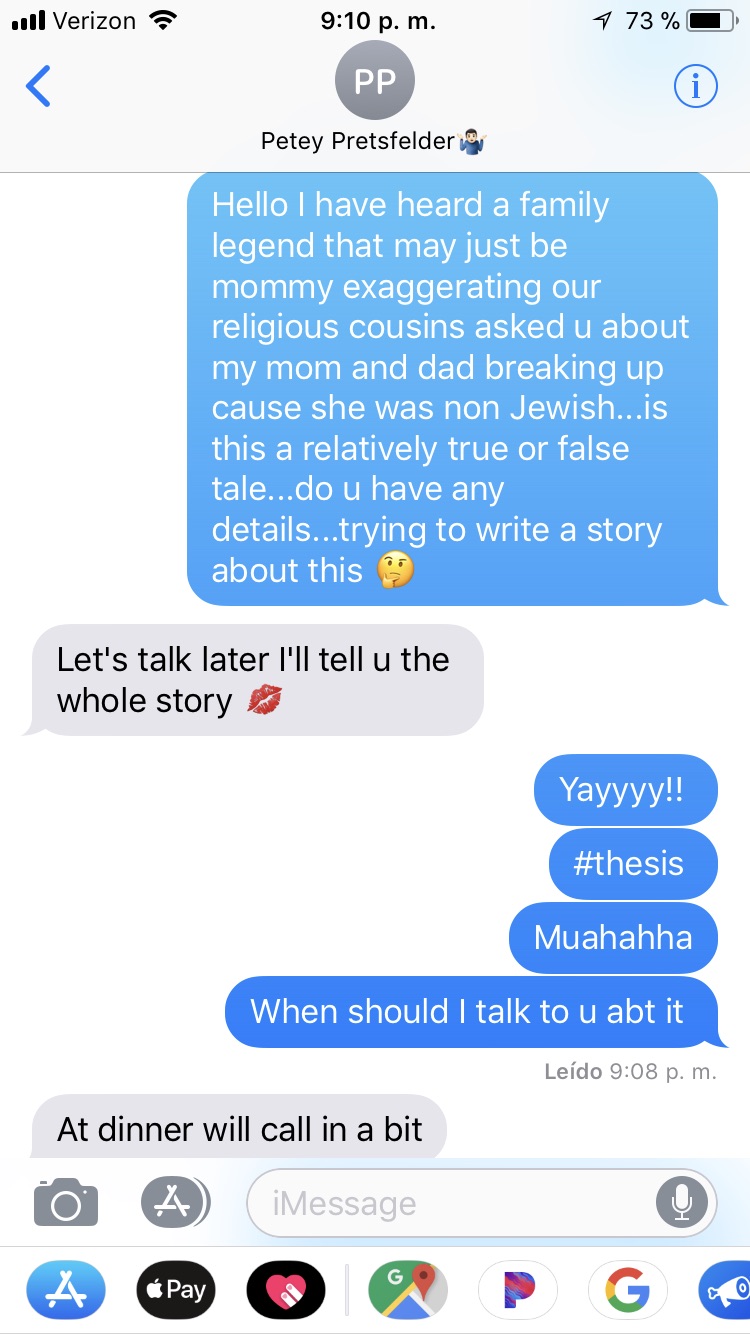 Verizon 9:10 p. m. 73 %
PP
Petey Pretsfelder🤷🏻‍♂️
Hello I have heard a family
legend that may just be
mommy exaggerating our
religious cousins asked u about
my mom and dad breaking up
cause she was non Jewish...is
this a relatively true or false
tale...do u have any
details...trying to write a story
about this 🤔
Let's talk later I'll tell u the
whole story 💋
Yayyyy!!
#thesis
Muahahha
When should I talk to u abt it
Leído 9:08 p. m.
At dinner will call in a bit
iMessage
Pay
G
G